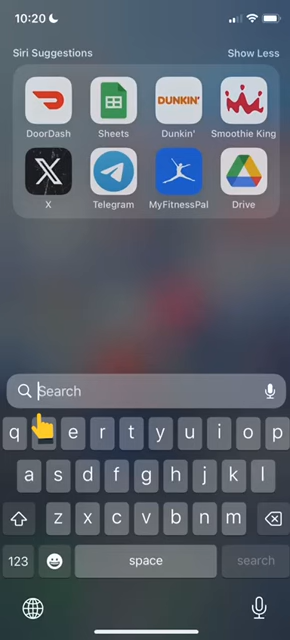 10:20
Siri Suggestions Show Less
DUNKIN'
DoorDash Sheets Dunkin' Smoothie King
X Telegram MyFitnessPal Drive
Search
q e r t y u i o p
a s d f g h j k l
z x c v b n m
123 space search